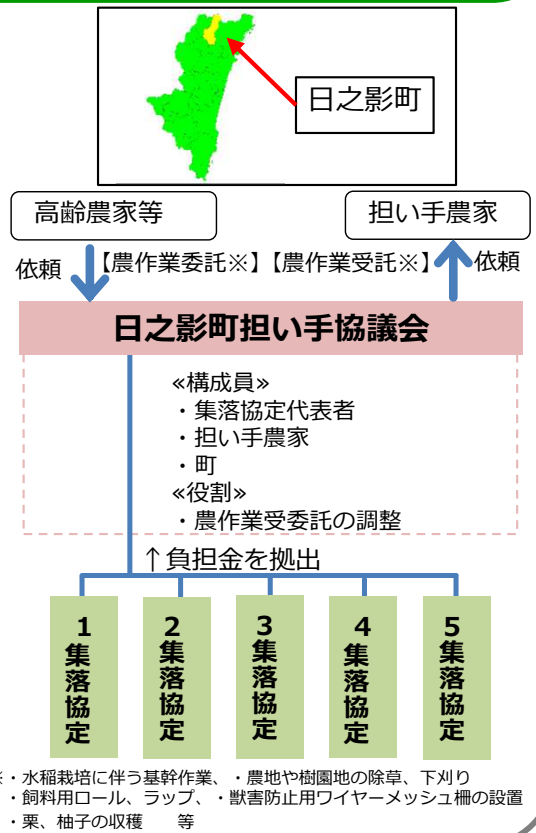 日之影町
高齢農家等
担い手農家
依頼
【農作業委託※】
【農作業受託※】
依頼
日之影町担い手協議会
≪構成員≫
・集落協定代表者
・担い手農家
・町
≪役割≫
・農作業受委託の調整
↑負担金を拠出
1集落協定
2集落協定
3集落協定
4集落協定
5集落協定
※・水稲栽培に伴う基幹作業、・農地や樹園地の除草、下刈り
・飼料用ロール、ラップ、・獣害防止用ワイヤーメッシュ柵の設置
・栗、柚子の収穫　等